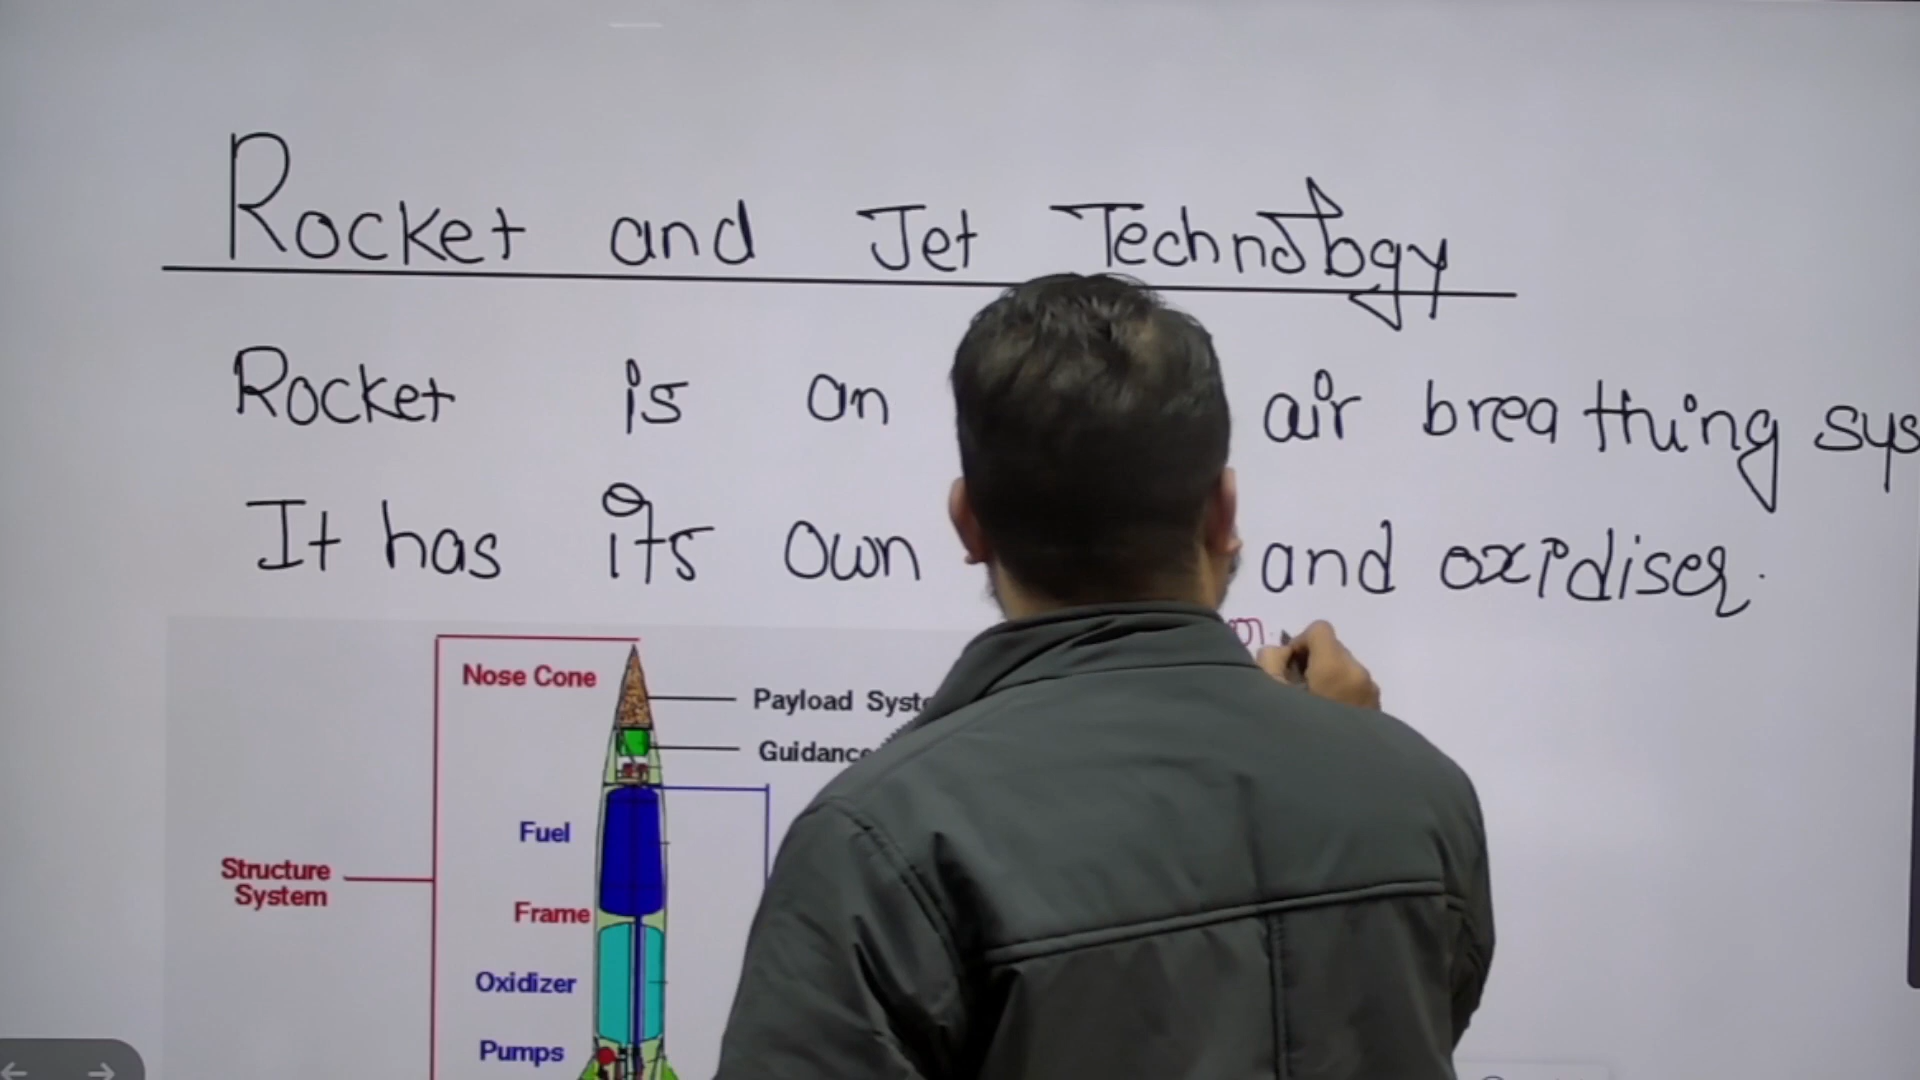 Rocket and Jet Technology
Rocket is an air breathing sys
It has its own and oxidiser.
Nose Cone
Payload Syst
Guidance
Fuel
Structure
System
Frame
Oxidizer
Pumps